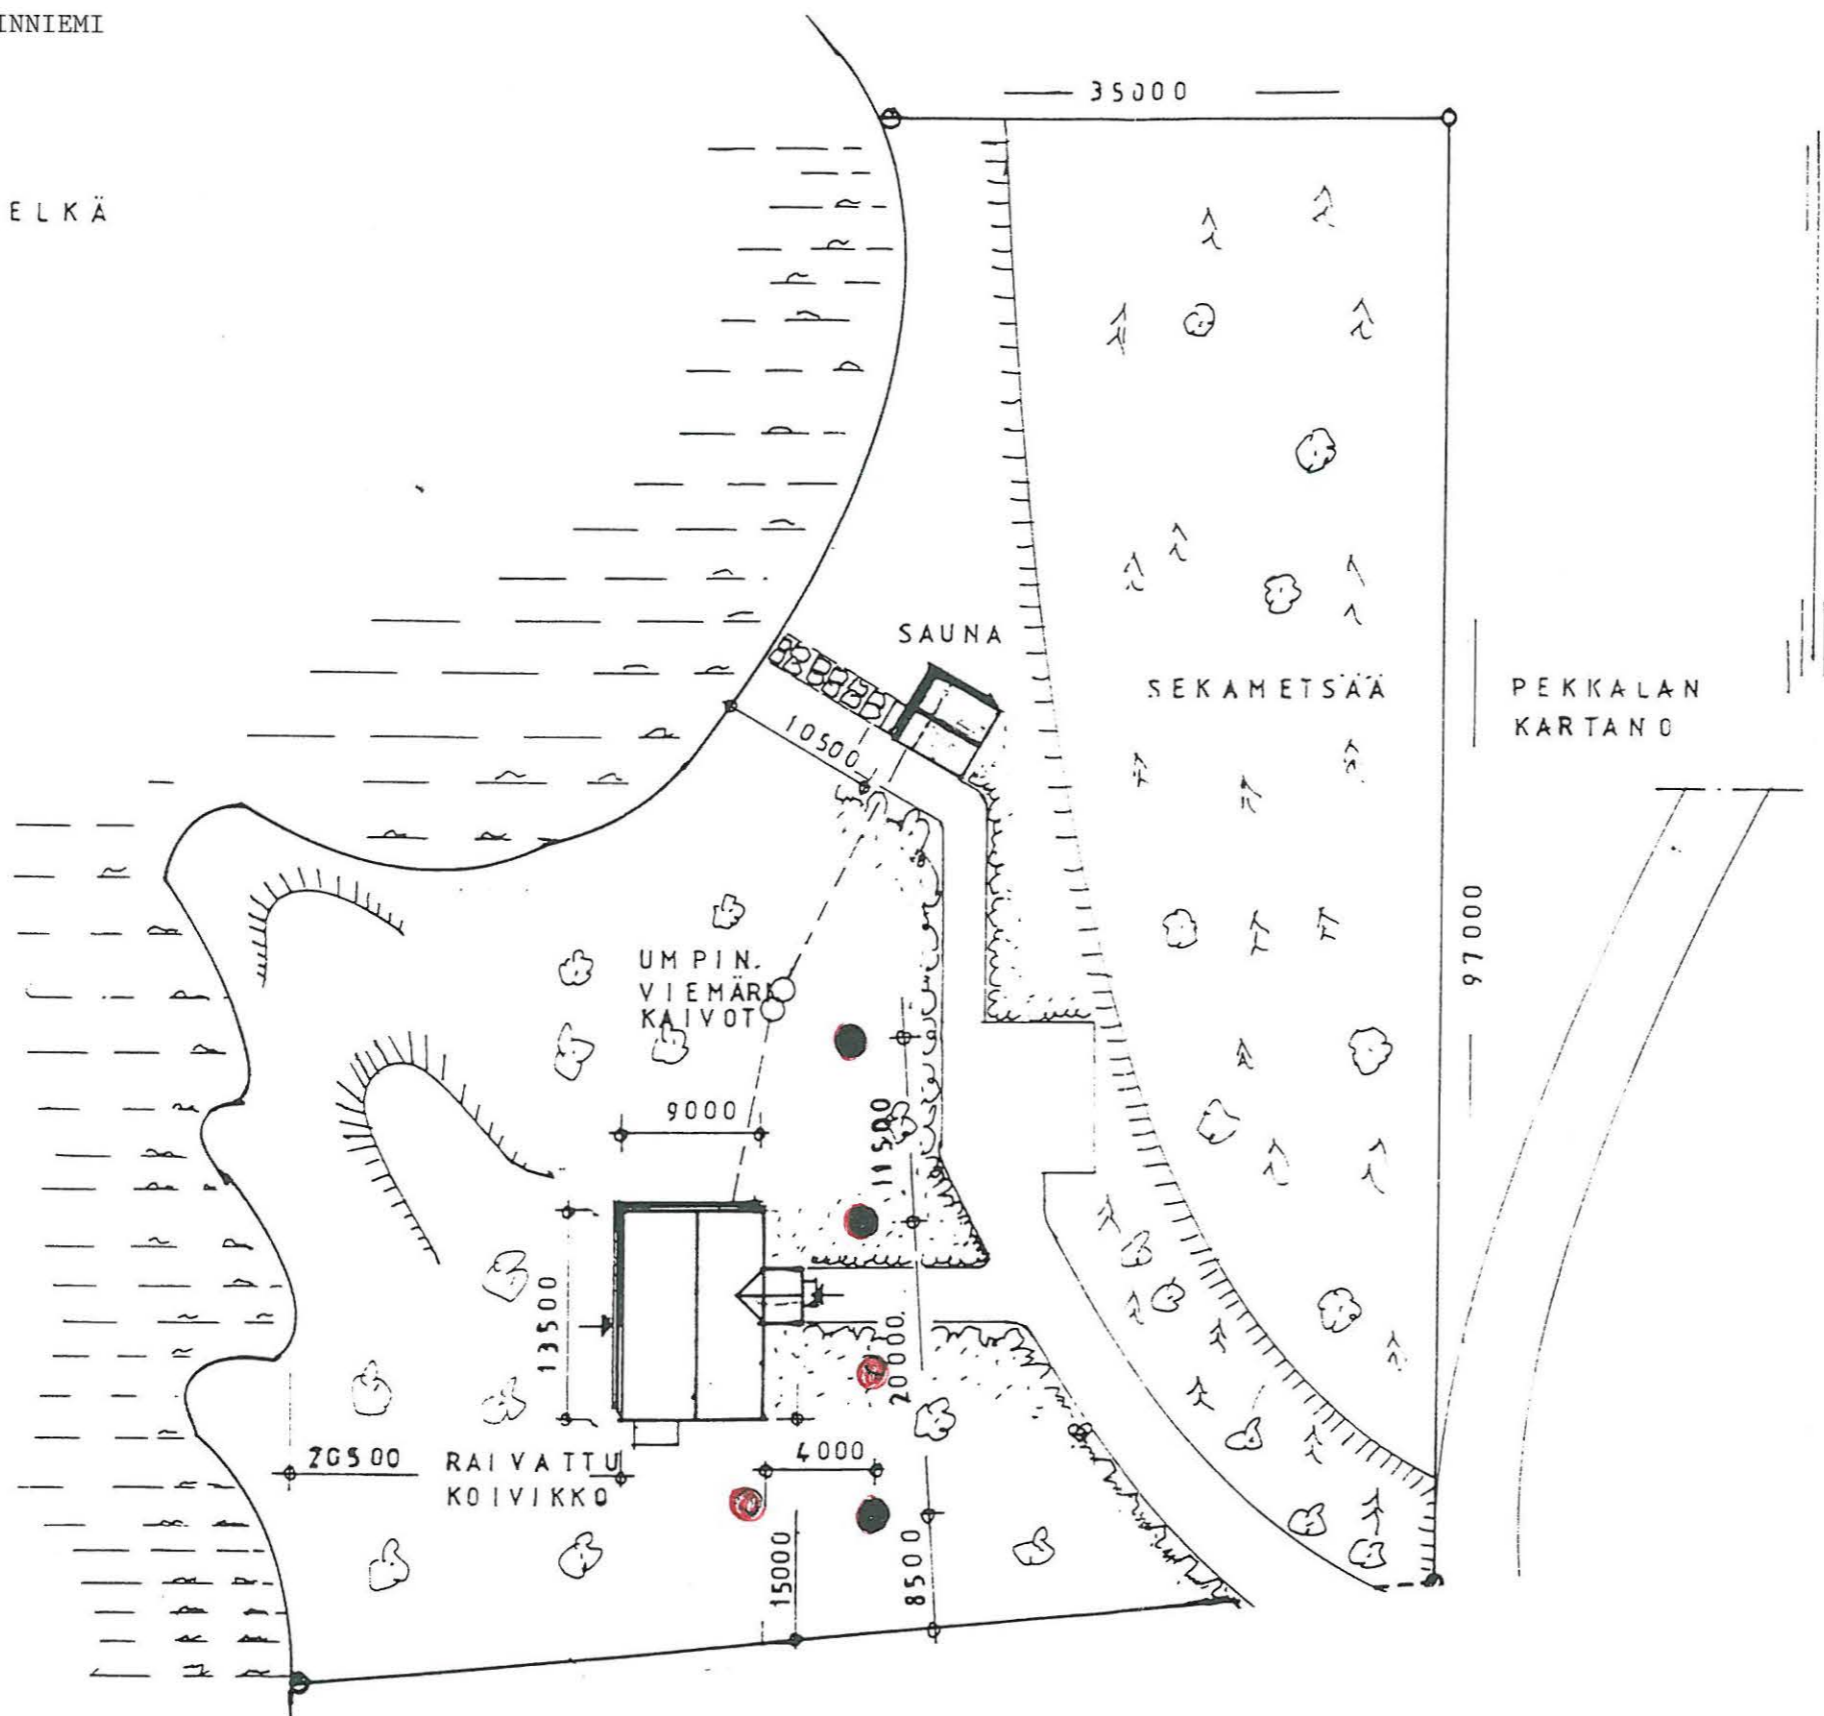 INNIEMI
35000
ELKÄ
SAUNA
SEKAMETSÄÄ
PEKKALAN
KARTANO
10500
97000
UMPIN.
VIEMÄRI
KAIVOT
9000
11500
13500
20000
20500
RAIVATTU
KOIVIKKO
4000
15000
8500